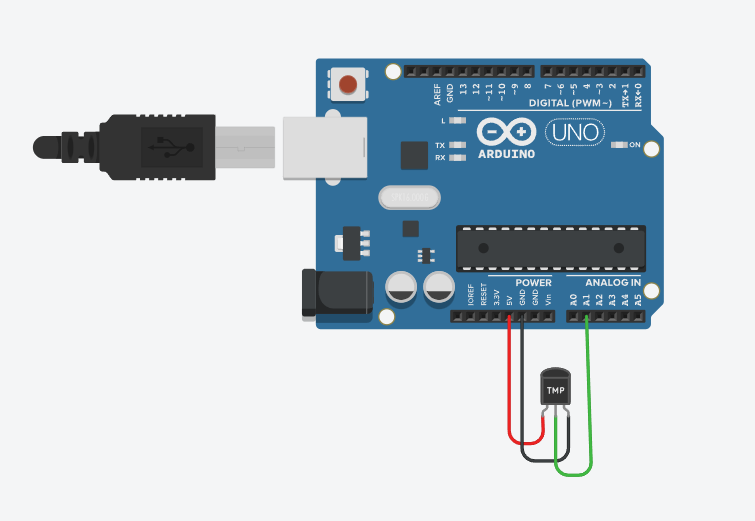 AREF
GND
13
12
~11
~10
~9
8
7
~6
~5
4
~3
2
TX→1
RX←0
DIGITAL (PWM~)
L
TX
RX
UNO
ARDUINO
ON
POWER
ANALOG IN
IOREF
RESET
3.3V
5V
GND
GND
Vin
A0
A1
A2
A3
A4
A5
TMP